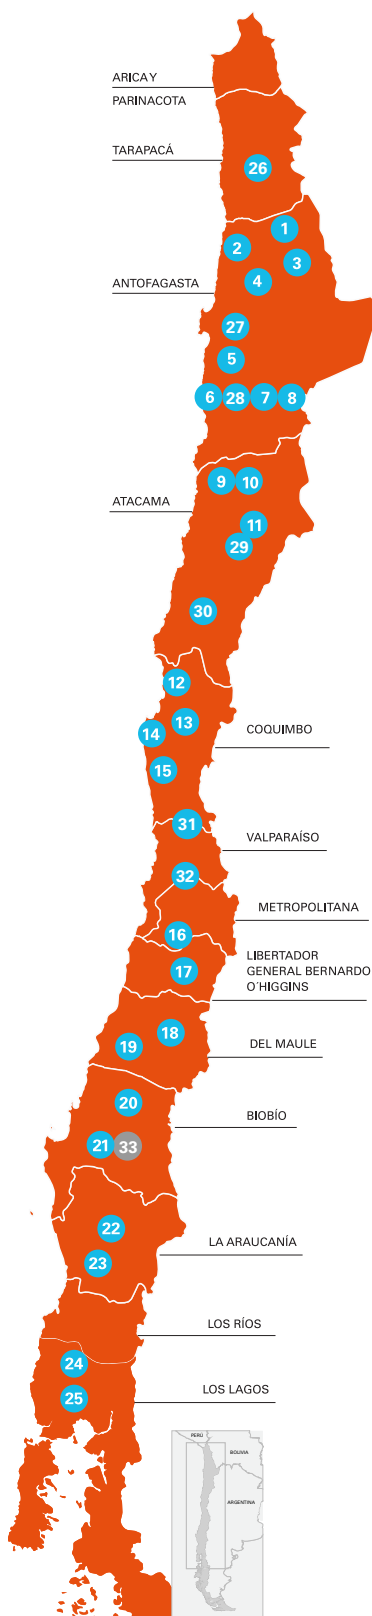 ARICA Y
PARINACOTA
TARAPACÁ
26
1
2
3
4
ANTOFAGASTA
27
5
6 28 7 8
9 10
ATACAMA
11
29
30
12
13
14
COQUIMBO
15
31
VALPARAÍSO
32
METROPOLITANA
16
LIBERTADOR
GENERAL BERNARDO
O´HIGGINS
17
18
19
DEL MAULE
20
BIOBÍO
21 33
22
LA ARAUCANÍA
23
LOS RÍOS
24
LOS LAGOS
25
PERÚ
BOLIVIA
ARGENTINA